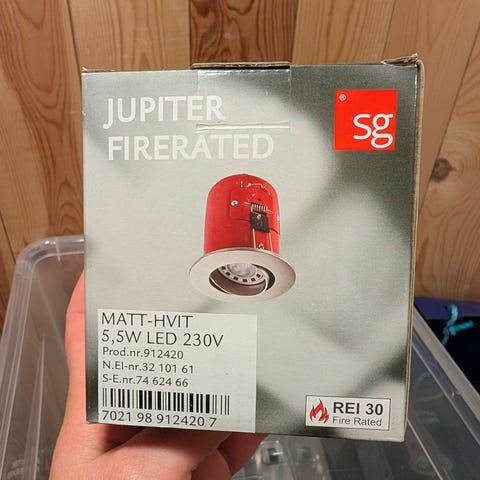 JUPITER
FIRERATED
® sg
MATT-HVIT
5,5W LED 230V
Prod.nr.912420
N.El-nr.32 101 61
S-E.nr.74 624 66
7021 98 912420 7
REI 30
Fire Rated